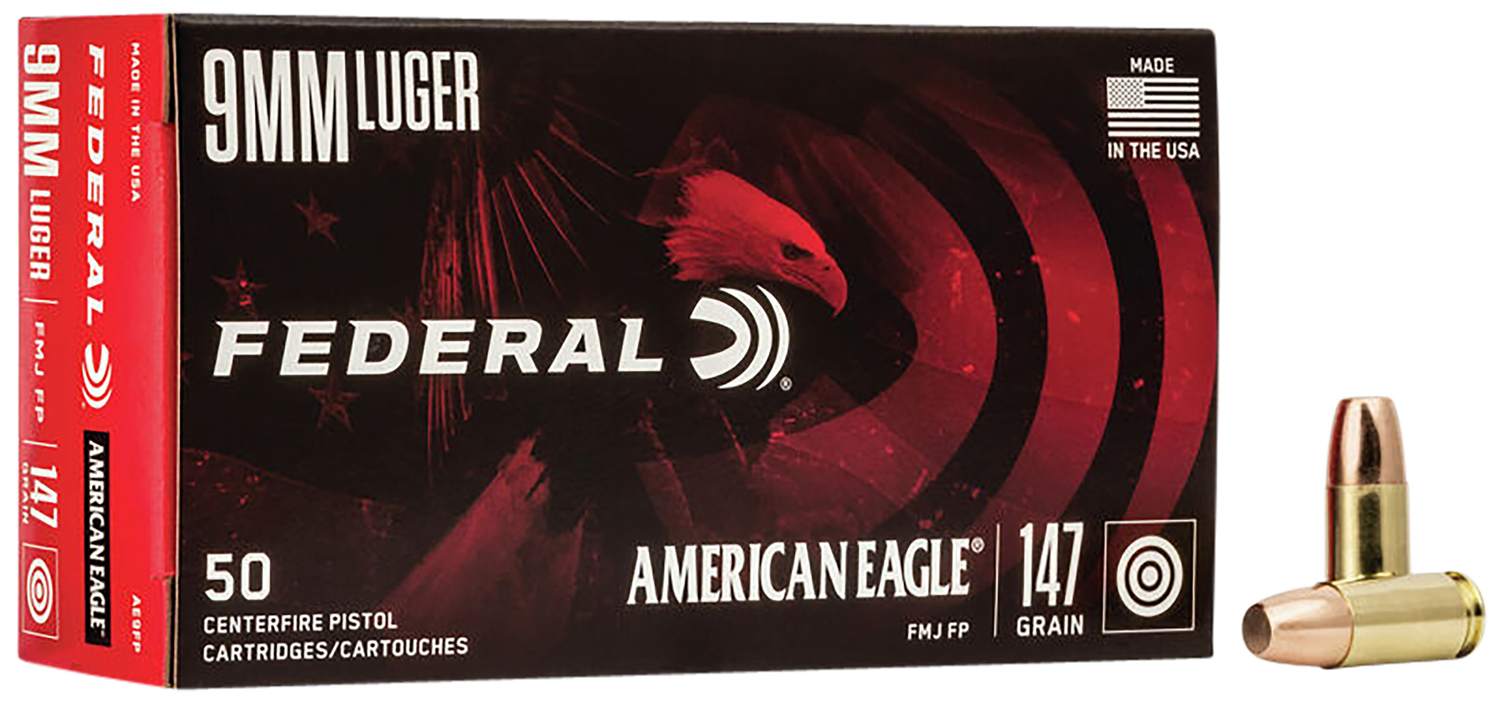 MADE IN THE USA
FEDERAL®
AMERICAN EAGLE®
AE9FP
9MM LUGER
FMJ FP
147
GRAIN
9MM LUGER
MADE
IN THE USA
FEDERAL®
50
CENTERFIRE PISTOL
CARTRIDGES/CARTOUCHES
AMERICAN EAGLE®
FMJ FP
147
GRAIN